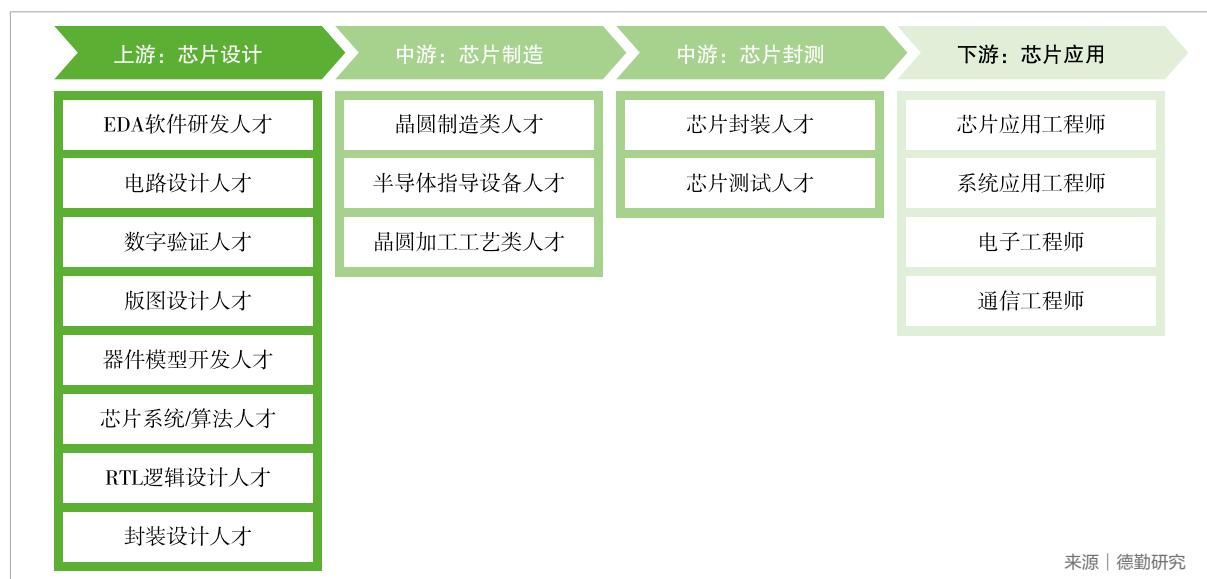 上游：芯片设计
EDA软件研发人才
电路设计人才
数字验证人才
版图设计人才
器件模型开发人才
芯片系统/算法人才
RTL逻辑设计人才
封装设计人才
中游：芯片制造
晶圆制造类人才
半导体指导设备人才
晶圆加工工艺类人才
中游：芯片封测
芯片封装人才
芯片测试人才
下游：芯片应用
芯片应用工程师
系统应用工程师
电子工程师
通信工程师
来源｜德勤研究